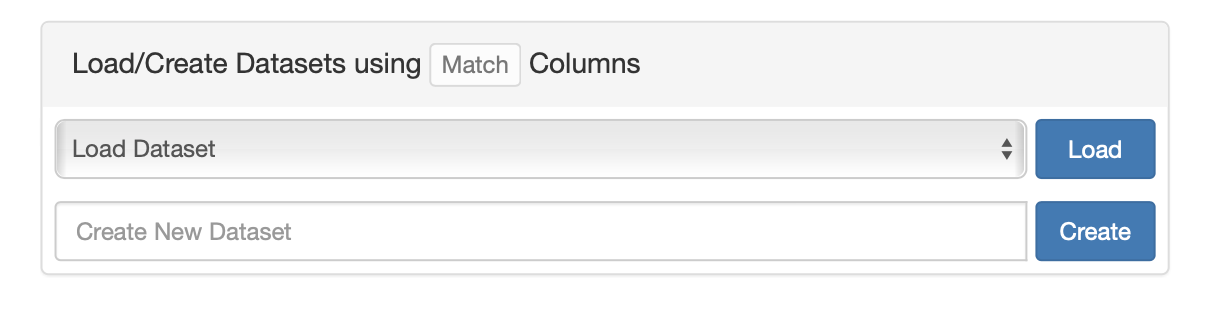 Load/Create Datasets using Match Columns
Load Dataset
Load
Create New Dataset
Create